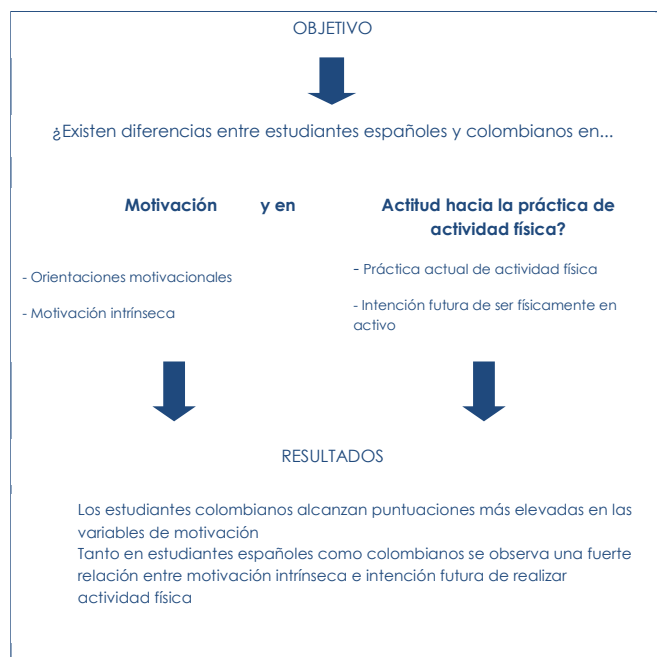 OBJETIVO
¿Existen diferencias entre estudiantes españoles y colombianos en...
Motivación y en
- Orientaciones motivacionales
- Motivación intrínseca
Actitud hacia la práctica de
actividad física?
- Práctica actual de actividad física
- Intención futura de ser físicamente en
activo
RESULTADOS
Los estudiantes colombianos alcanzan puntuaciones más elevadas en las
variables de motivación
Tanto en estudiantes españoles como colombianos se observa una fuerte
relación entre motivación intrínseca e intención futura de realizar
actividad física